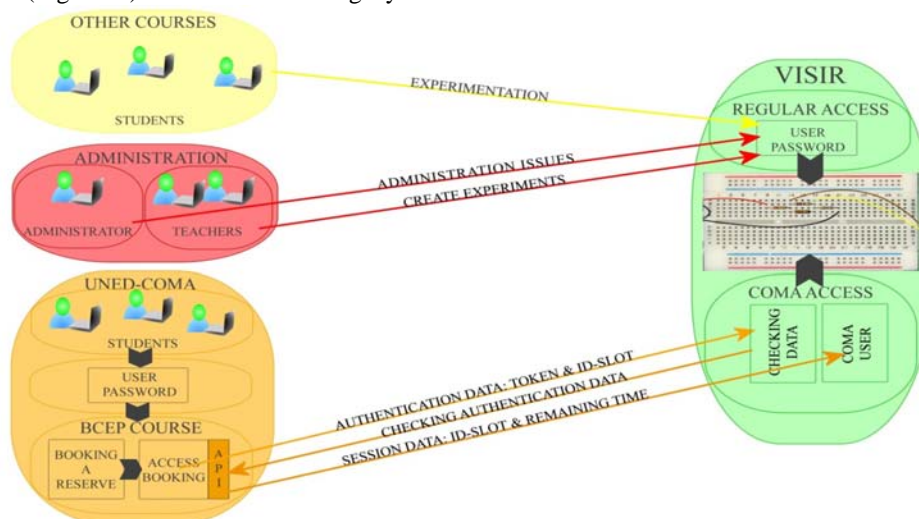 OTHER COURSES
STUDENTS
EXPERIMENTATION
ADMINISTRATION
ADMINISTRATOR
TEACHERS
ADMINISTRATION ISSUES
CREATE EXPERIMENTS
UNED-COMA
STUDENTS
USER
PASSWORD
BCEP COURSE
BOOKING
A
RESERVE
ACCESS
BOOKING
API
AUTHENTICATION DATA: TOKEN & ID-SLOT
CHECKING AUTHENTICATION DATA
SESSION DATA: ID-SLOT & REMAINING TIME
VISIR
REGULAR ACCESS
USER
PASSWORD
COMA ACCESS
CHECKING
DATA
COMA
USER